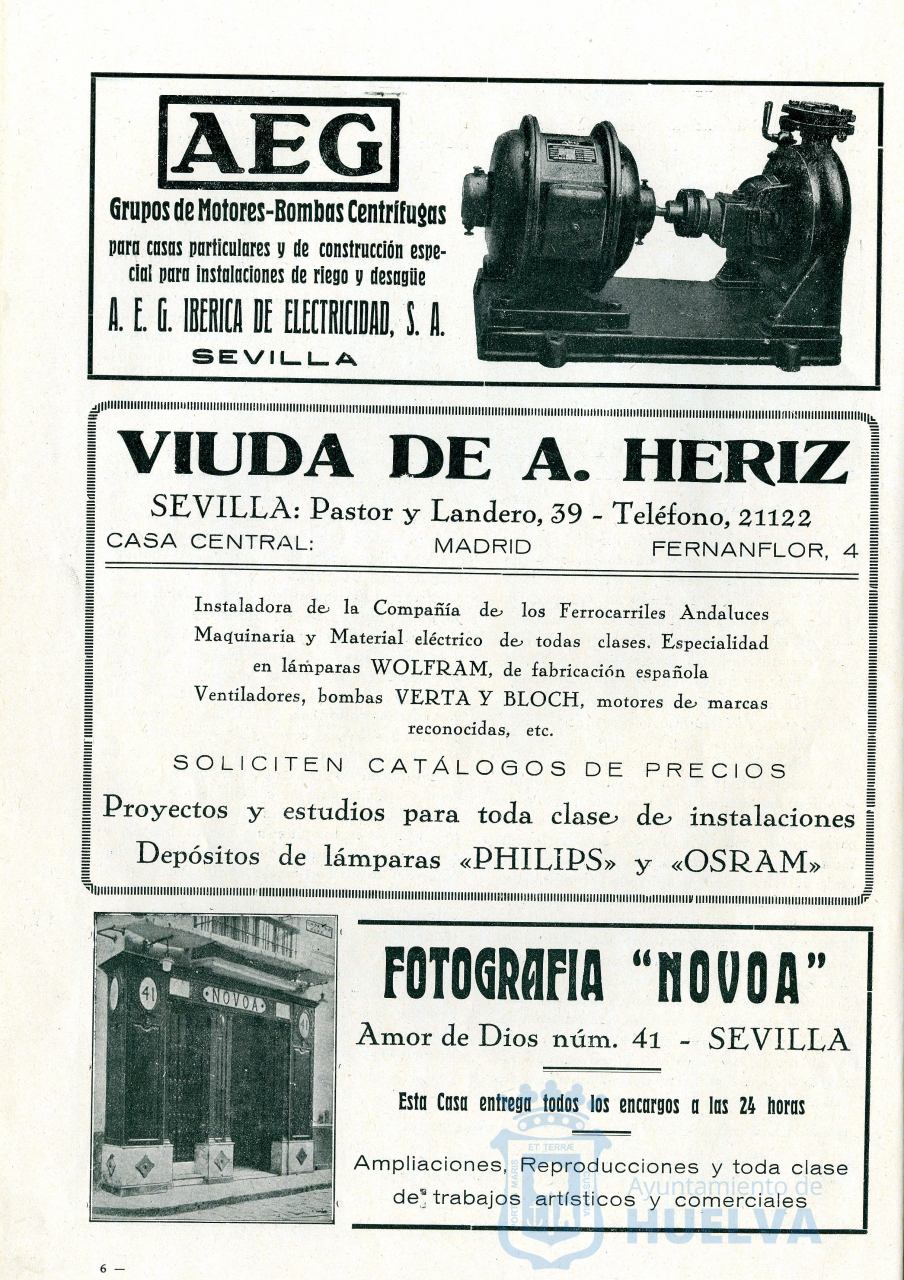 AEG
Grupos de Motores-Bombas Centrífugas
para casas particulares y de construcción espe-
cial para instalaciones de riego y desagüe
A. E. G. IBERICA DE ELECTRICIDAD, S. A.
SEVILLA
VIUDA DE A. HERIZ
SEVILLA: Pastor y Landero, 39 - Teléfono, 21122
CASA CENTRAL: MADRID FERNANFLOR, 4
Instaladora de la Compañía de los Ferrocarriles Andaluces
Maquinaria y Material eléctrico de todas clases. Especialidad
en lámparas WOLFRAM, de fabricación española
Ventiladores, bombas VERTA Y BLOCH, motores de marcas
reconocidas, etc.
SOLICITEN CATÁLOGOS DE PRECIOS
Proyectos y estudios para toda clase de instalaciones
Depósitos de lámparas «PHILIPS» y «OSRAM»
41
NOVOA
41
FOTOGRAFIA "NOVOA"
Amor de Dios núm. 41 - SEVILLA
Esta Casa entrega todos los encargos a las 24 horas
Ampliaciones, Reproducciones y toda clase
de trabajos artísticos y comerciales
ET TERRÆ
PORTUS MARIS
CUSTODIA
Ayuntamiento de
HUELVA
6 —